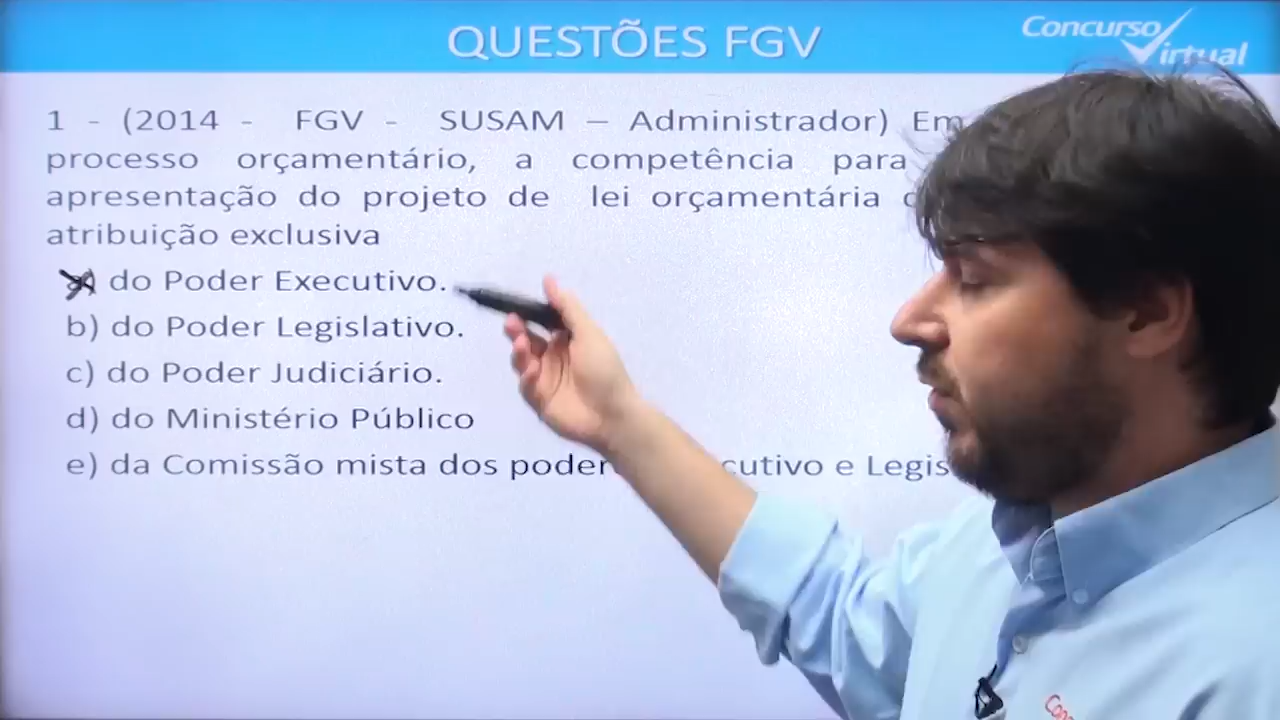 QUESTÕES FGV
Concurso Virtual
1 - (2014 - FGV - SUSAM – Administrador) Em
processo orçamentário, a competência para
apresentação do projeto de lei orçamentária
atribuição exclusiva
a) do Poder Executivo.
b) do Poder Legislativo.
c) do Poder Judiciário.
d) do Ministério Público
e) da Comissão mista dos e